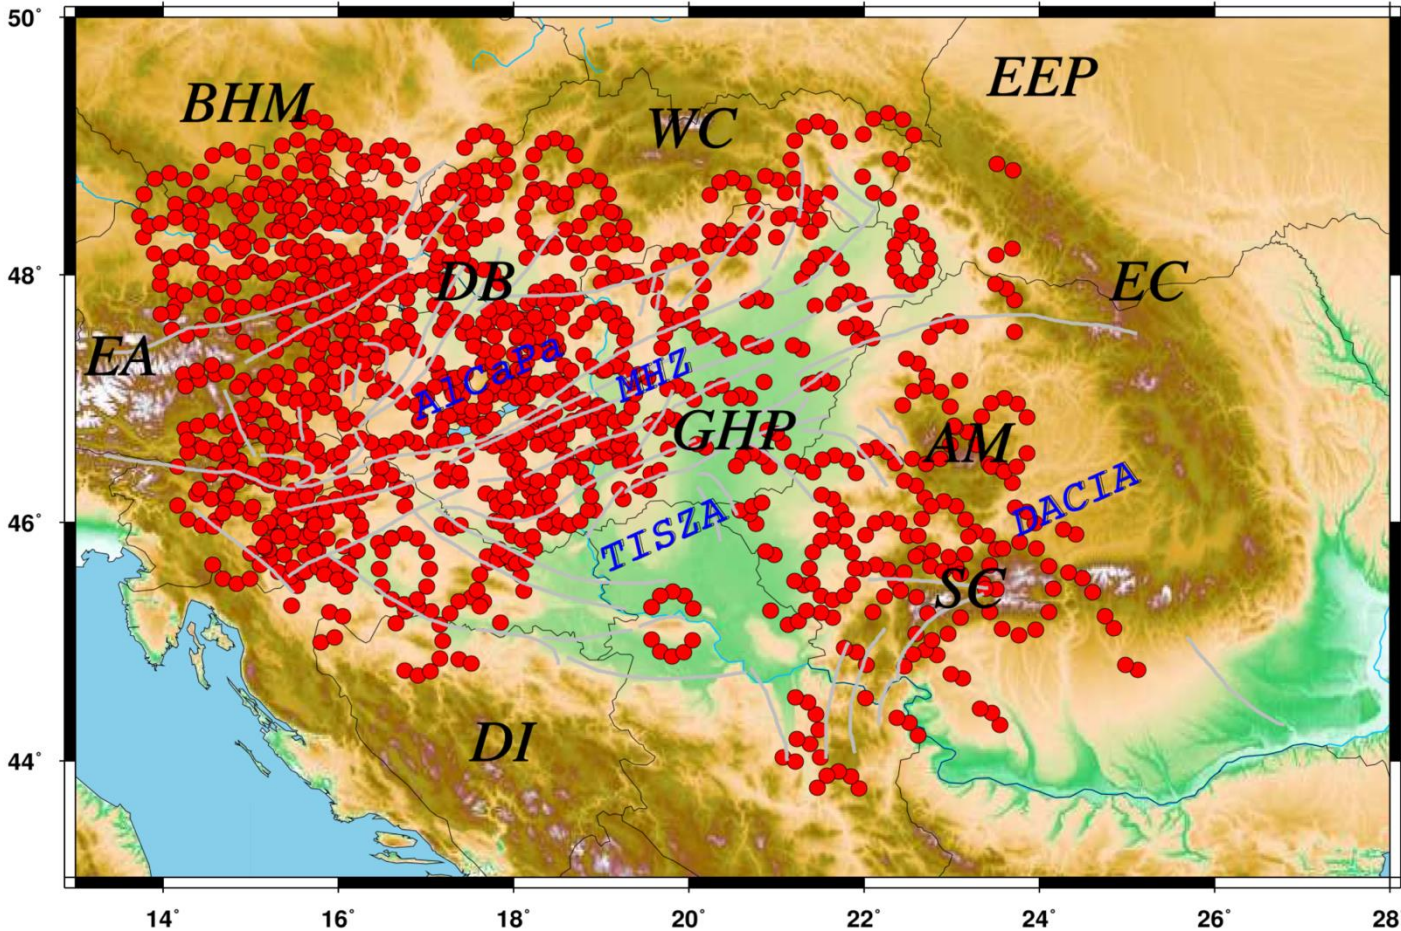 50°
EEP
BHM
WC
48°
DB
EC
EA
AlCaPa
MHZ
GHP
AM
DACIA
46°
TISZA
SC
DI
44°
14°
16°
18°
20°
22°
24°
26°
28°